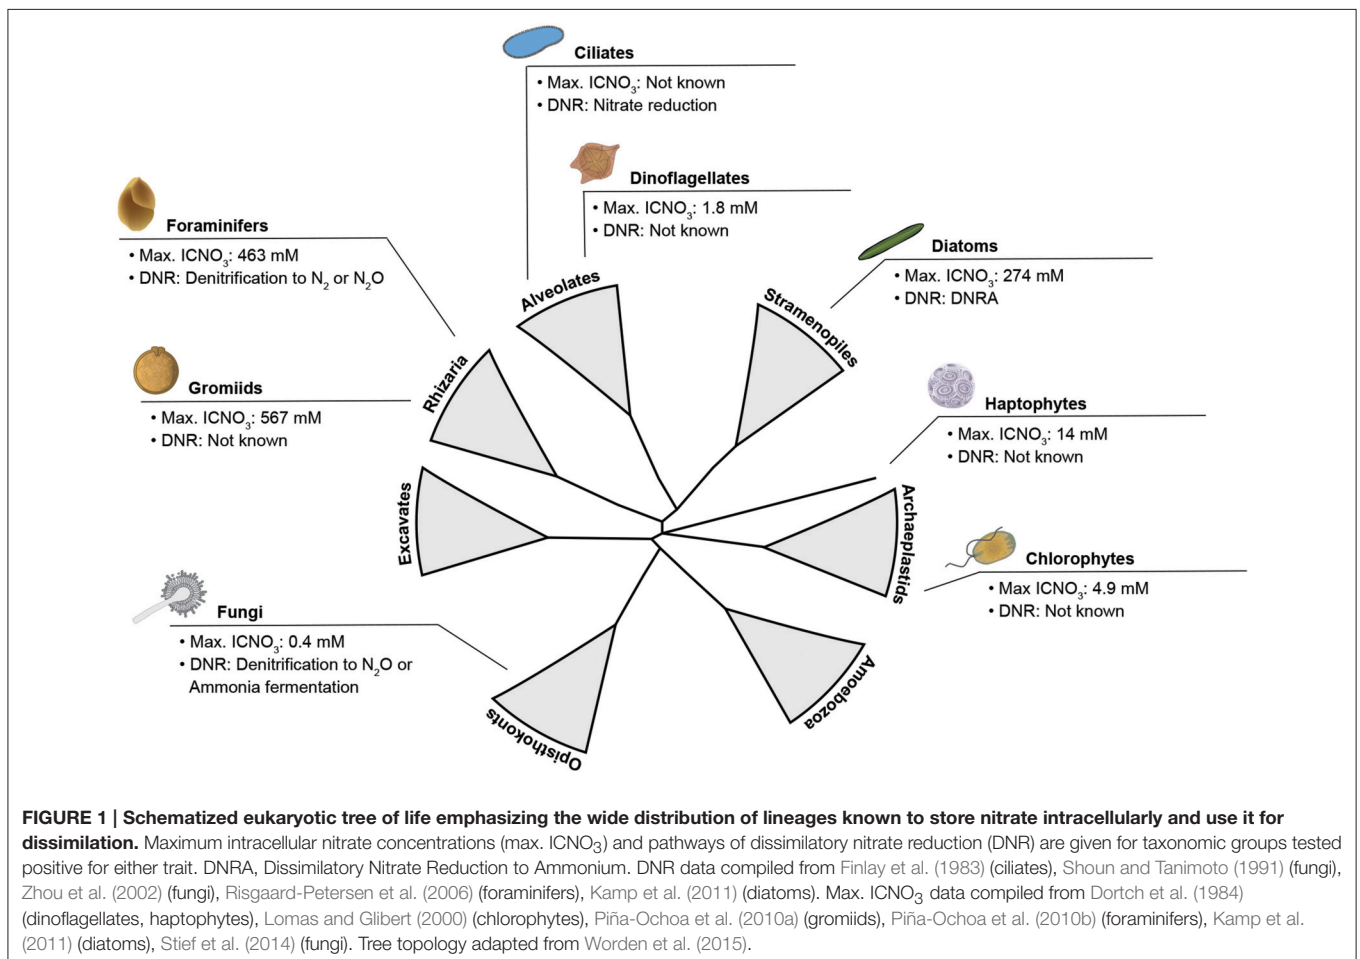 Ciliates
• Max. ICNO3: Not known
• DNR: Nitrate reduction
Dinoflagellates
• Max. ICNO3: 1.8 mM
• DNR: Not known
Foraminifers
• Max. ICNO3: 463 mM
• DNR: Denitrification to N2 or N2O
Diatoms
• Max. ICNO3: 274 mM
• DNR: DNRA
Alveolates
Stramenopiles
Gromiids
• Max. ICNO3: 567 mM
• DNR: Not known
Rhizaria
Haptophytes
• Max. ICNO3: 14 mM
• DNR: Not known
Excavates
Archaeplastids
Chlorophytes
• Max ICNO3: 4.9 mM
• DNR: Not known
Fungi
• Max. ICNO3: 0.4 mM
• DNR: Denitrification to N2O or
Ammonia fermentation
Opisthokonts
Amoebozoa
FIGURE 1 | Schematized eukaryotic tree of life emphasizing the wide distribution of lineages known to store nitrate intracellularly and use it for
dissimilation. Maximum intracellular nitrate concentrations (max. ICNO3) and pathways of dissimilatory nitrate reduction (DNR) are given for taxonomic groups tested
positive for either trait. DNRA, Dissimilatory Nitrate Reduction to Ammonium. DNR data compiled from Finlay et al. (1983) (ciliates), Shoun and Tanimoto (1991) (fungi),
Zhou et al. (2002) (fungi), Risgaard-Petersen et al. (2006) (foraminifers), Kamp et al. (2011) (diatoms). Max. ICNO3 data compiled from Dortch et al. (1984)
(dinoflagellates, haptophytes), Lomas and Glibert (2000) (chlorophytes), Piña-Ochoa et al. (2010a) (gromiids), Piña-Ochoa et al. (2010b) (foraminifers), Kamp et al.
(2011) (diatoms), Stief et al. (2014) (fungi). Tree topology adapted from Worden et al. (2015).